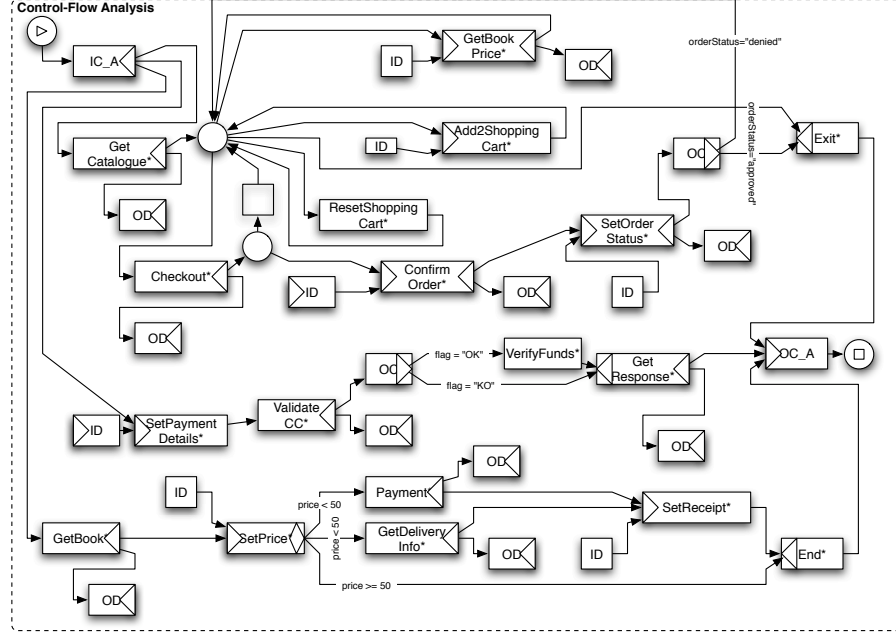 Control-Flow Analysis
IC_A
GetBook
Price*
ID
OD
orderStatus="denied"
Get
Catalogue*
Add2Shopping
Cart*
ID
orderStatus="approved"
OC
Exit*
OD
ResetShopping
Cart*
SetOrder
Status*
OD
Checkout*
Confirm
Order*
ID
OD
ID
OD
OC
flag = "OK"
VerifyFunds*
Get
Response*
OC_A
flag = "KO"
ID
SetPayment
Details*
Validate
CC*
OD
OD
OD
ID
Payment
price < 50
SetReceipt*
GetBook*
SetPrice*
price < 50
GetDelivery
Info*
OD
ID
End*
price >= 50
OD